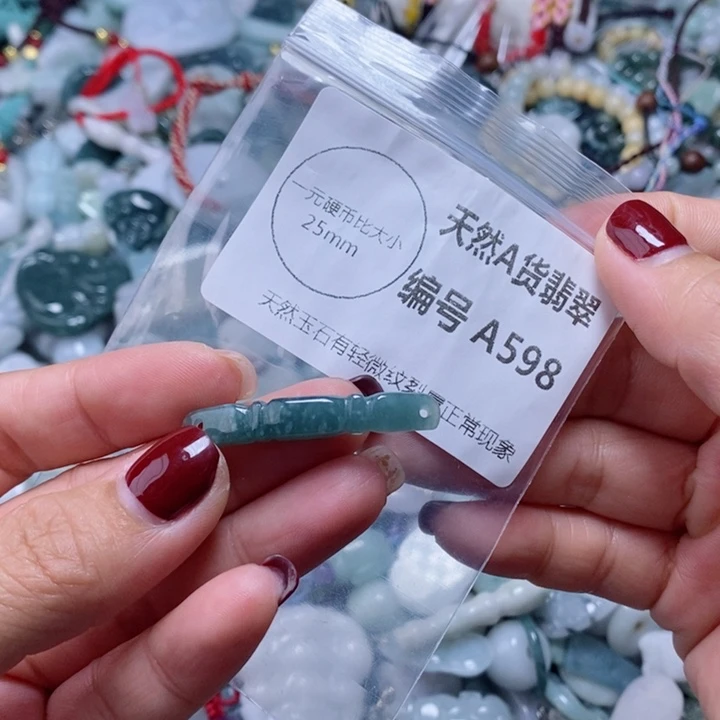 一元硬币比大小
25mm
天然A货翡翠
编号 A598
天然玉石有轻微纹裂属正常现象